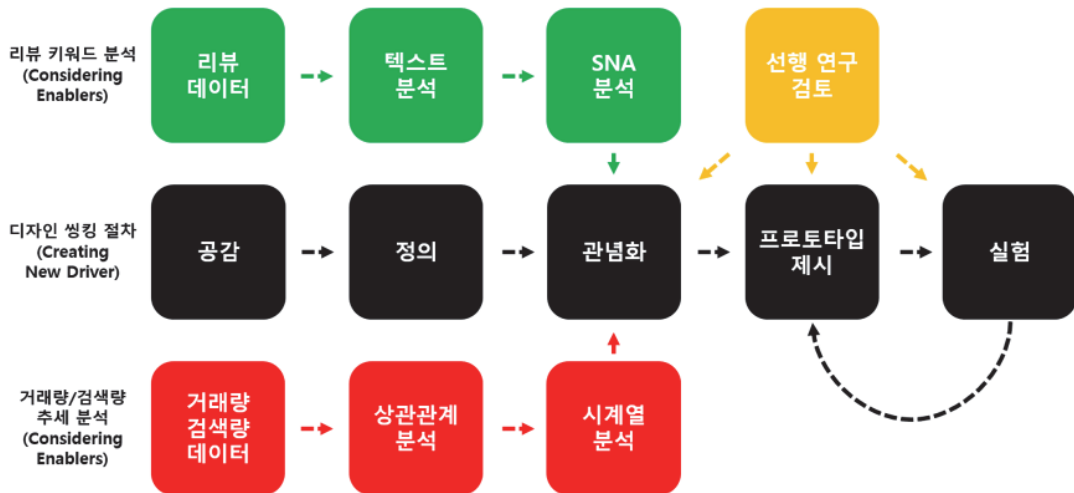 리뷰 키워드 분석
(Considering
Enablers)
리뷰
데이터
텍스트
분석
SNA
분석
선행 연구
검토
디자인 씽킹 절차
(Creating
New Driver)
공감
정의
관념화
프로토타입
제시
실험
거래량/검색량
추세 분석
(Considering
Enablers)
거래량
검색량
데이터
상관관계
분석
시계열
분석